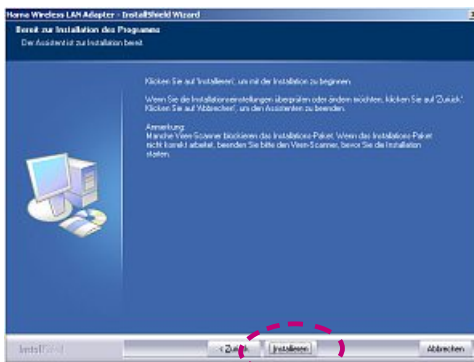 Hama Wireless LAN Adapter - InstallShield Wizard
Bereit zur Installation des Programms
Der Assistent ist zur Installation bereit.
Klicken Sie auf 'Installieren', um mit der Installation zu beginnen.
Wenn Sie die Installationseinstellungen überprüfen oder ändern möchten, klicken Sie auf 'Zurück'.
Klicken Sie auf 'Abbrechen', um den Assistenten zu beenden.
Anmerkung:
Manche Viren-Scanner blockieren das Installations-Paket. Wenn das Installations-Paket
nicht korrekt arbeitet, beenden Sie bitte den Viren-Scanner, bevor Sie die Installation
starten.
InstallShield
< Zurück
Installieren
Abbrechen